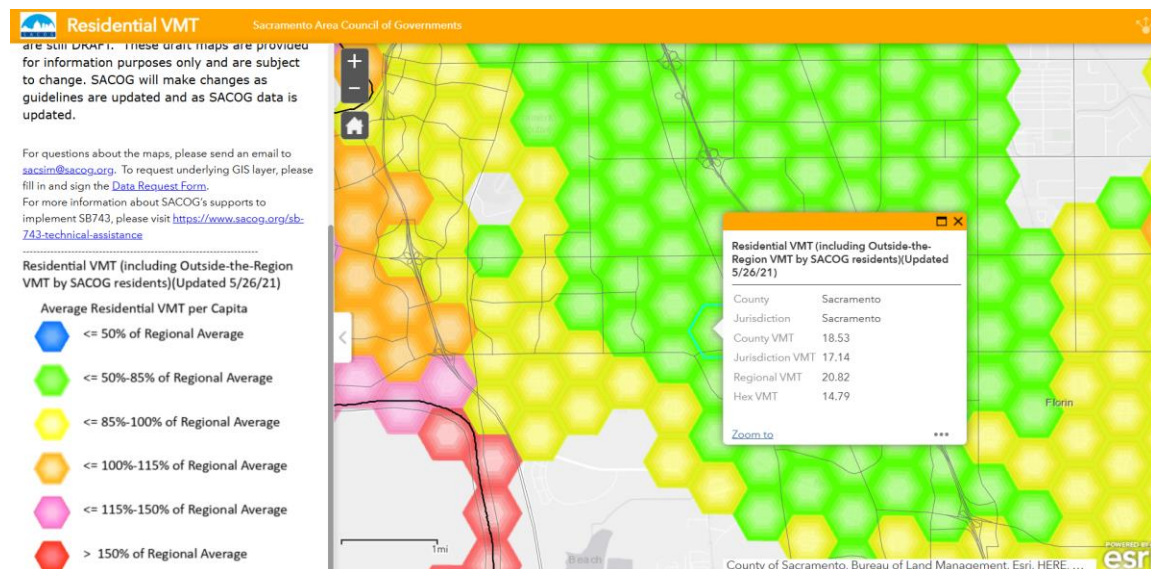 SACOG
Residential VMT
Sacramento Area Council of Governments
are still DRAFT. These draft maps are provided
for information purposes only and are subject
to change. SACOG will make changes as
guidelines are updated and as SACOG data is
updated.
For questions about the maps, please send an email to
sacsim@sacog.org. To request underlying GIS layer, please
fill in and sign the Data Request Form.
For more information about SACOG's supports to
implement SB743, please visit https://www.sacog.org/sb-
743-technical-assistance
Residential VMT (including Outside-the-Region
VMT by SACOG residents)(Updated 5/26/21)
Average Residential VMT per Capita
<= 50% of Regional Average
<= 50%-85% of Regional Average
<= 85%-100% of Regional Average
<= 100%-115% of Regional Average
<= 115%-150% of Regional Average
> 150% of Regional Average
+
−
Residential VMT (including Outside-the-
Region VMT by SACOG residents)(Updated
5/26/21)
County Sacramento
Jurisdiction Sacramento
County VMT 18.53
Jurisdiction VMT 17.14
Regional VMT 20.82
Hex VMT 14.79
Zoom to
Florin
1mi
Beach
County of Sacramento, Bureau of Land Management, Esri, HERE, ...
POWERED BY
esri